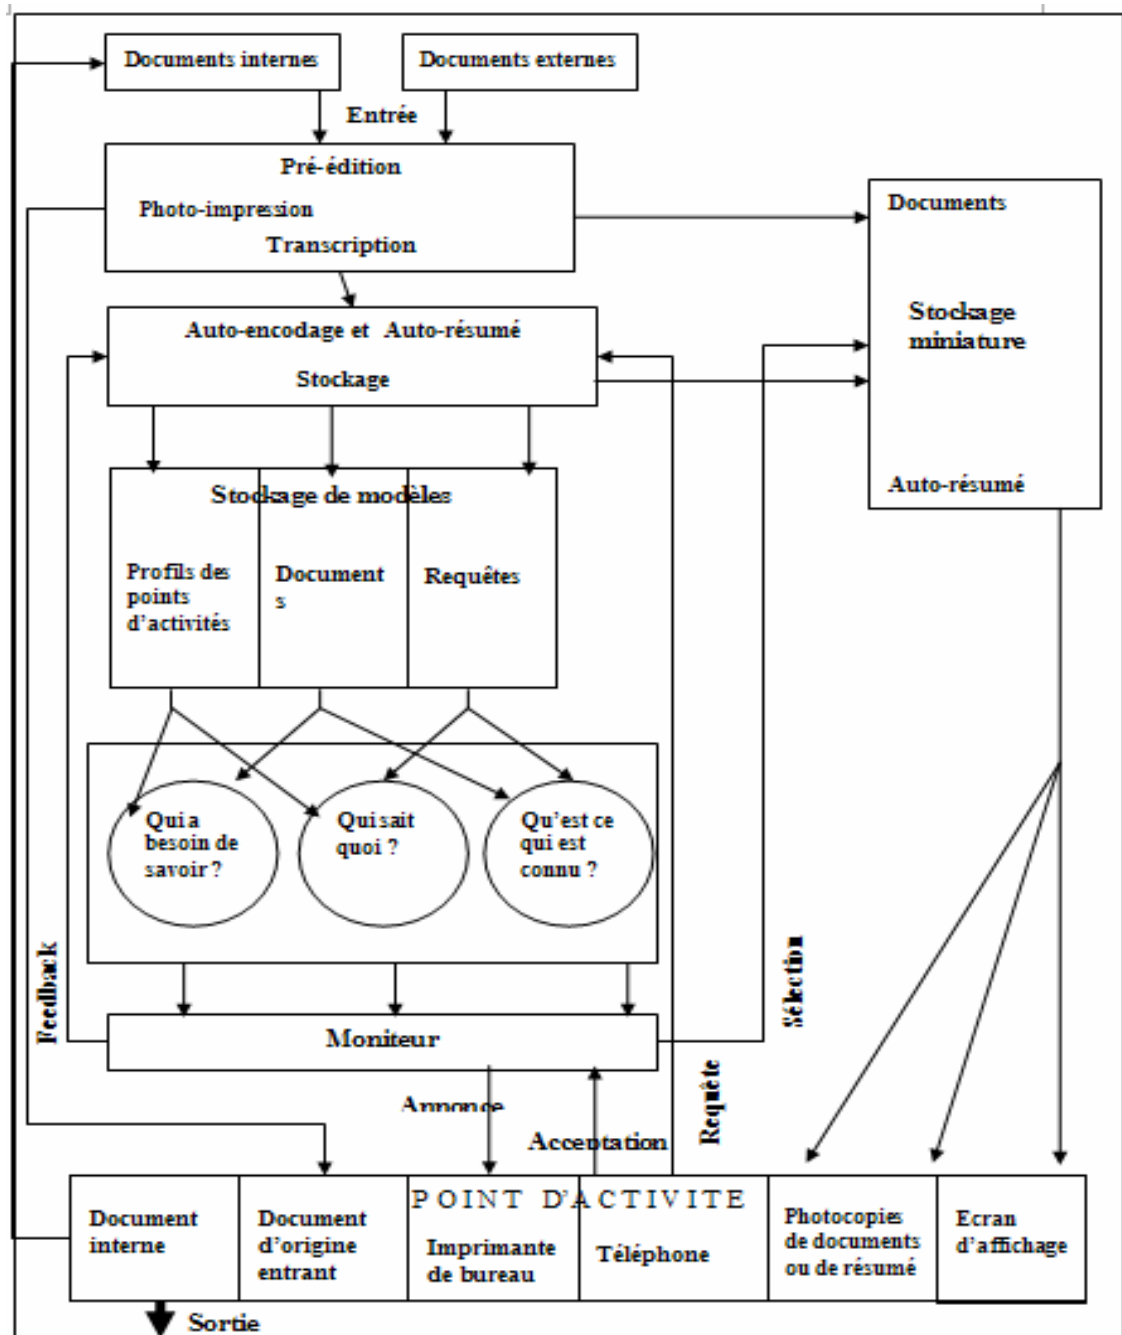 Documents internes
Documents externes
Entrée
Pré-édition
Photo-impression
Transcription
Documents
Stockage
miniature
Auto-résumé
Auto-encodage et Auto-résumé
Stockage
Stockage de modèles
Profils des
points
d'activités
Document
s
Requêtes
Qui a
besoin de
savoir ?
Qui sait
quoi ?
Qu'est ce
qui est
connu ?
Feedback
Sélection
Moniteur
Requête
Annonce
Acceptation
POINT D'ACTIVITE
Document
interne
Document
d'origine
entrant
Imprimante
de bureau
Téléphone
Photocopies
de documents
ou de résumé
Ecran
d'affichage
Sortie